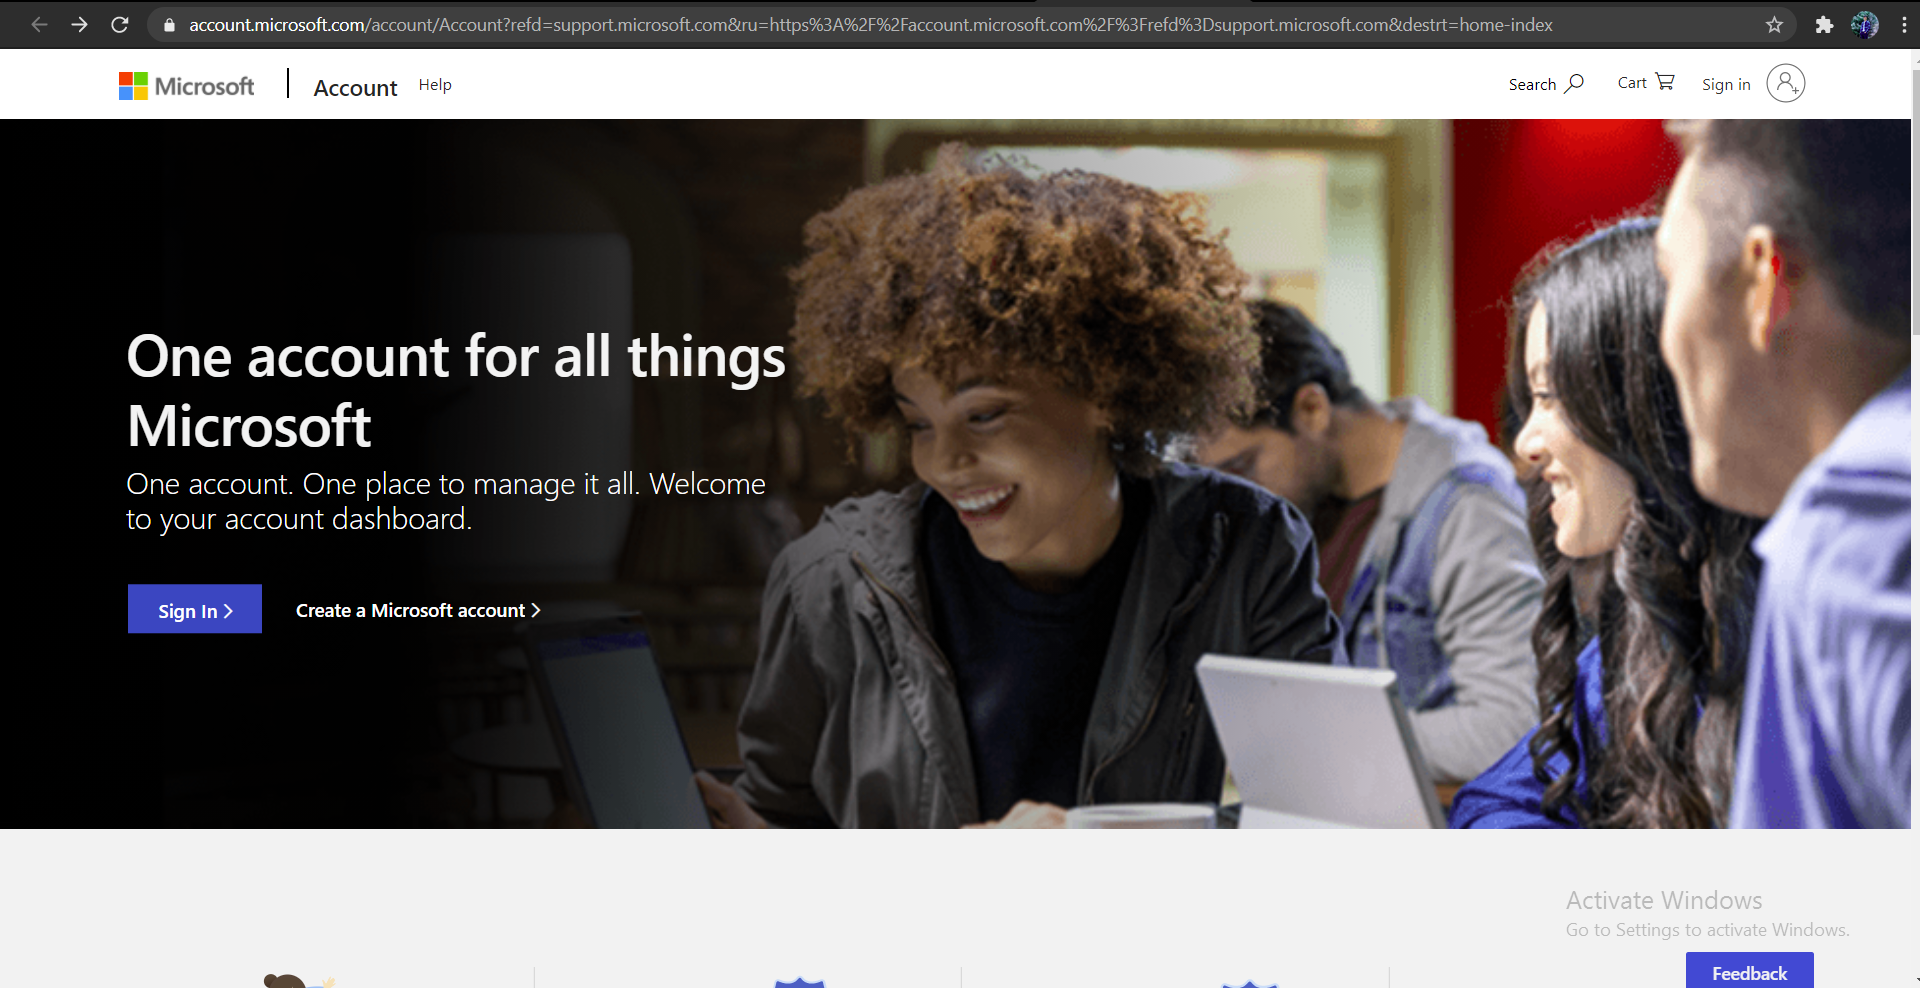 account.microsoft.com/account/Account?refd=support.microsoft.com&ru=https%3A%2F%2Faccount.microsoft.com%2F%3Frefd%3Dsupport.microsoft.com&destrt=home-index
Microsoft Account Help Search Cart Sign in
One account for all things
Microsoft
One account. One place to manage it all. Welcome
to your account dashboard.
Sign In Create a Microsoft account
Activate Windows
Go to Settings to activate Windows.
Feedback